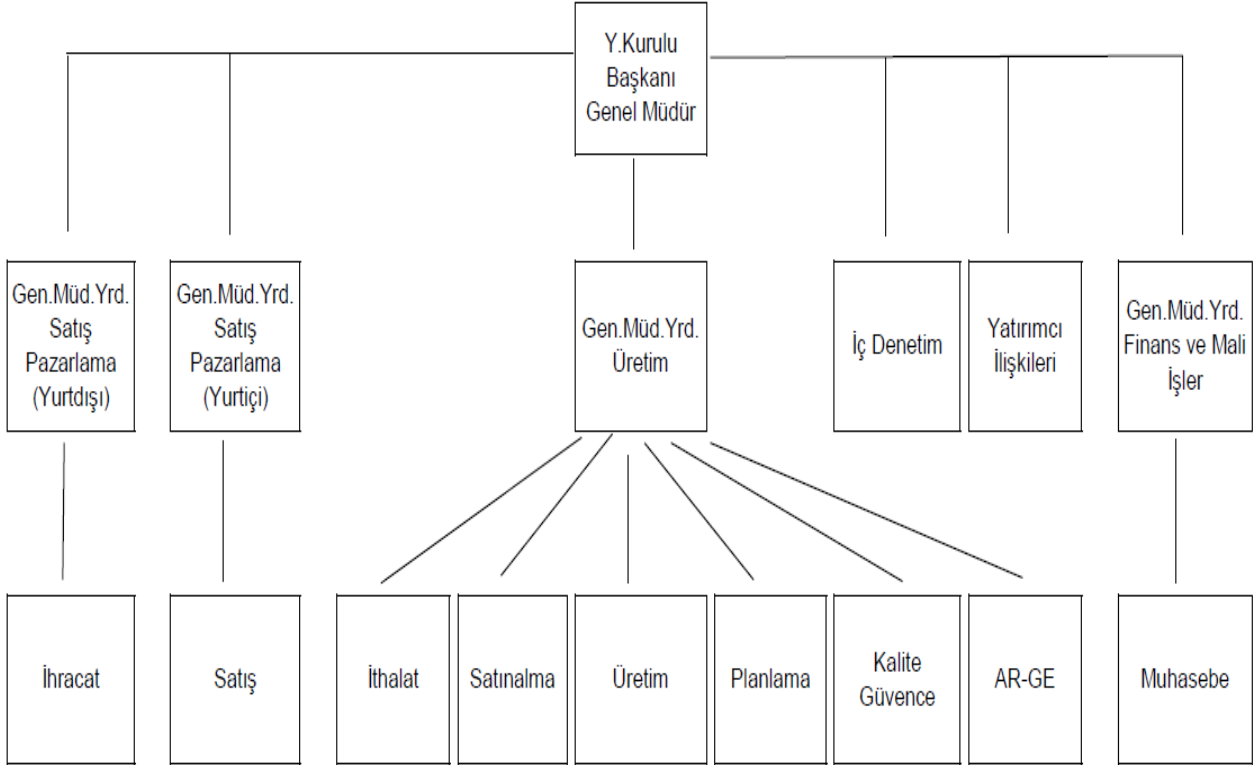 Y.Kurulu
Başkanı
Genel Müdür
Gen.Müd.Yrd.
Satış
Pazarlama
(Yurtdışı)
Gen.Müd.Yrd.
Satış
Pazarlama
(Yurtiçi)
Gen.Müd.Yrd.
Üretim
İç Denetim
Yatırımcı
İlişkileri
Gen.Müd.Yrd.
Finans ve Mali
İşler
İhracat
Satış
İthalat
Satınalma
Üretim
Planlama
Kalite
Güvence
AR-GE
Muhasebe